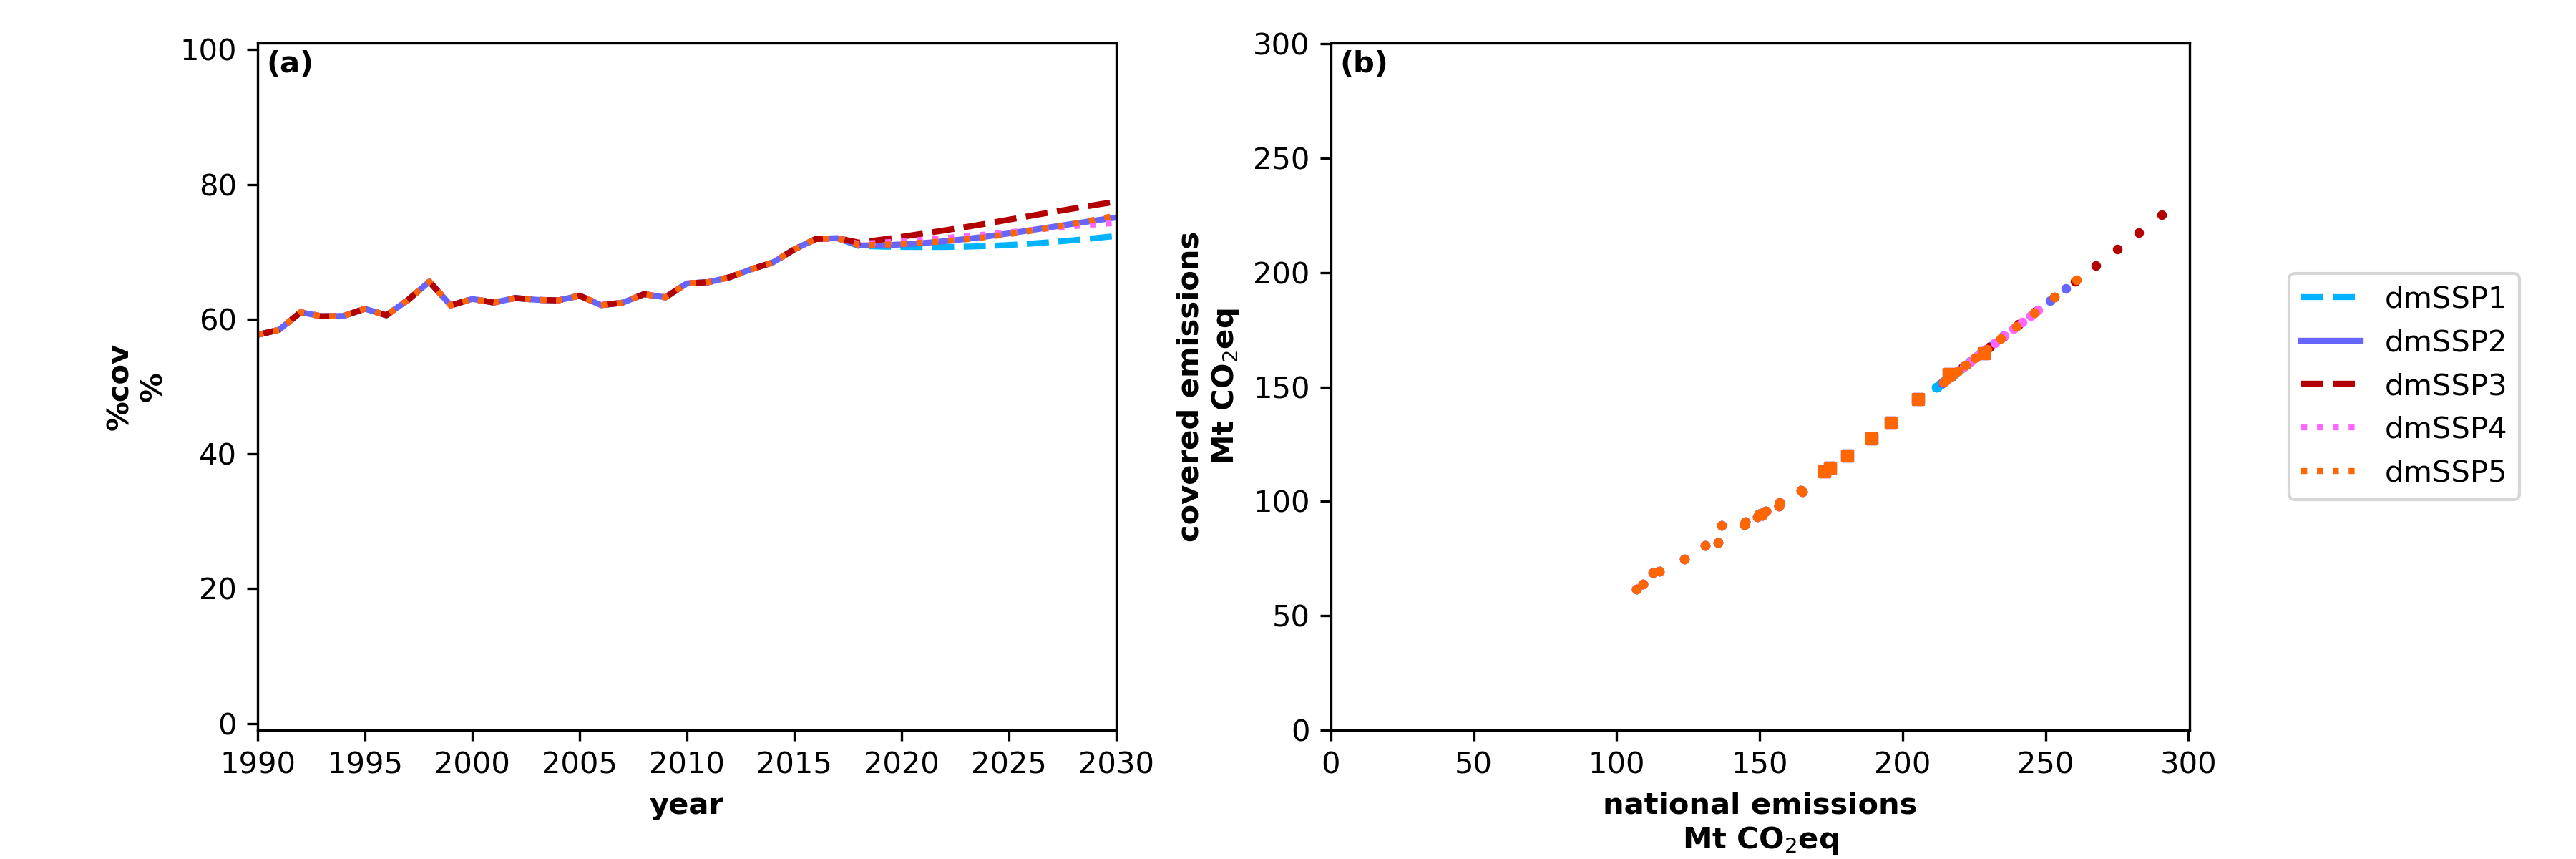 (a)
100
80
60
40
20
0
%cov
%
1990 1995 2000 2005 2010 2015 2020 2025 2030
year
(b)
300
250
200
150
100
50
0
covered emissions
Mt CO₂eq
0 50 100 150 200 250 300
national emissions
Mt CO₂eq
dmSSP1
dmSSP2
dmSSP3
dmSSP4
dmSSP5